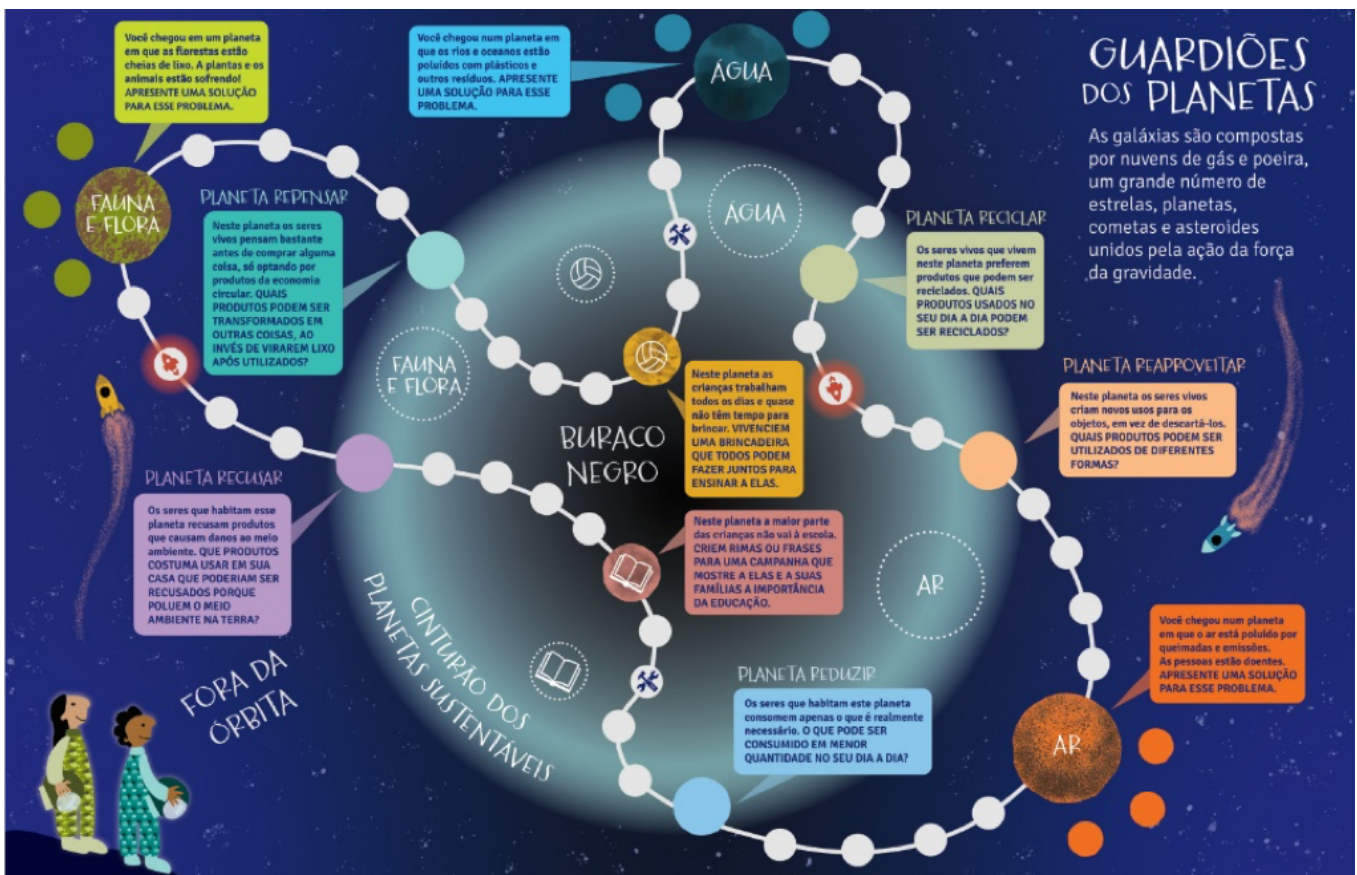 GUARDIÕES
DOS PLANETAS
As galáxias são compostas
por nuvens de gás e poeira,
um grande número de
estrelas, planetas,
cometas e asteroides
unidos pela ação da força
da gravidade.
Você chegou em um planeta
em que as florestas estão
cheias de lixo. A plantas e os
animais estão sofrendo!
APRESENTE UMA SOLUÇÃO
PARA ESSE PROBLEMA.
FAUNA
E FLORA
Você chegou num planeta em
que os rios e oceanos estão
poluídos com plásticos e
outros resíduos. APRESENTE
UMA SOLUÇÃO PARA ESSE
PROBLEMA.
ÁGUA
ÁGUA
PLANETA REPENSAR
Neste planeta os seres
vivos pensam bastante
antes de comprar alguma
coisa, só optando por
produtos da economia
circular. QUAIS
PRODUTOS PODEM SER
TRANSFORMADOS EM
OUTRAS COISAS, AO
INVÉS DE VIRAREM LIXO
APÓS UTILIZADOS?
FAUNA
E FLORA
PLANETA RECICLAR
Os seres vivos que vivem
neste planeta preferem
produtos que podem ser
reciclados. QUAIS
PRODUTOS USADOS NO
SEU DIA A DIA PODEM
SER RECICLADOS?
PLANETA REAPROVEITAR
Neste planeta os seres vivos
criam novos usos para os
objetos, em vez de descartá-los.
QUAIS PRODUTOS PODEM SER
UTILIZADOS DE DIFERENTES
FORMAS?
BURACO
NEGRO
Neste planeta as
crianças trabalham
todos os dias e quase
não têm tempo para
brincar. VIVENCIEM
UMA BRINCADEIRA
QUE TODOS PODEM
FAZER JUNTOS PARA
ENSINAR A ELAS.
PLANETA RECUSAR
Os seres que habitam esse
planeta recusam produtos
que causam danos ao meio
ambiente. QUE PRODUTOS
COSTUMA USAR EM SUA
CASA QUE PODERIAM SER
RECUSADOS PORQUE
POLUEM O MEIO
AMBIENTE NA TERRA?
Neste planeta a maior parte
das crianças não vai à escola.
CRIEM RIMAS OU FRASES
PARA UMA CAMPANHA QUE
MOSTRE A ELAS E A SUAS
FAMÍLIAS A IMPORTÂNCIA
DA EDUCAÇÃO.
AR
CINTURÃO DOS
PLANETAS SUSTENTÁVEIS
FORA DA
ÓRBITA
PLANETA REDUZIR
Os seres que habitam este planeta
consomem apenas o que é realmente
necessário. O QUE PODE SER
CONSUMIDO EM MENOR
QUANTIDADE NO SEU DIA A DIA?
Você chegou num planeta
em que o ar está poluído por
queimadas e emissões.
As pessoas estão doentes.
APRESENTE UMA SOLUÇÃO
PARA ESSE PROBLEMA.
AR